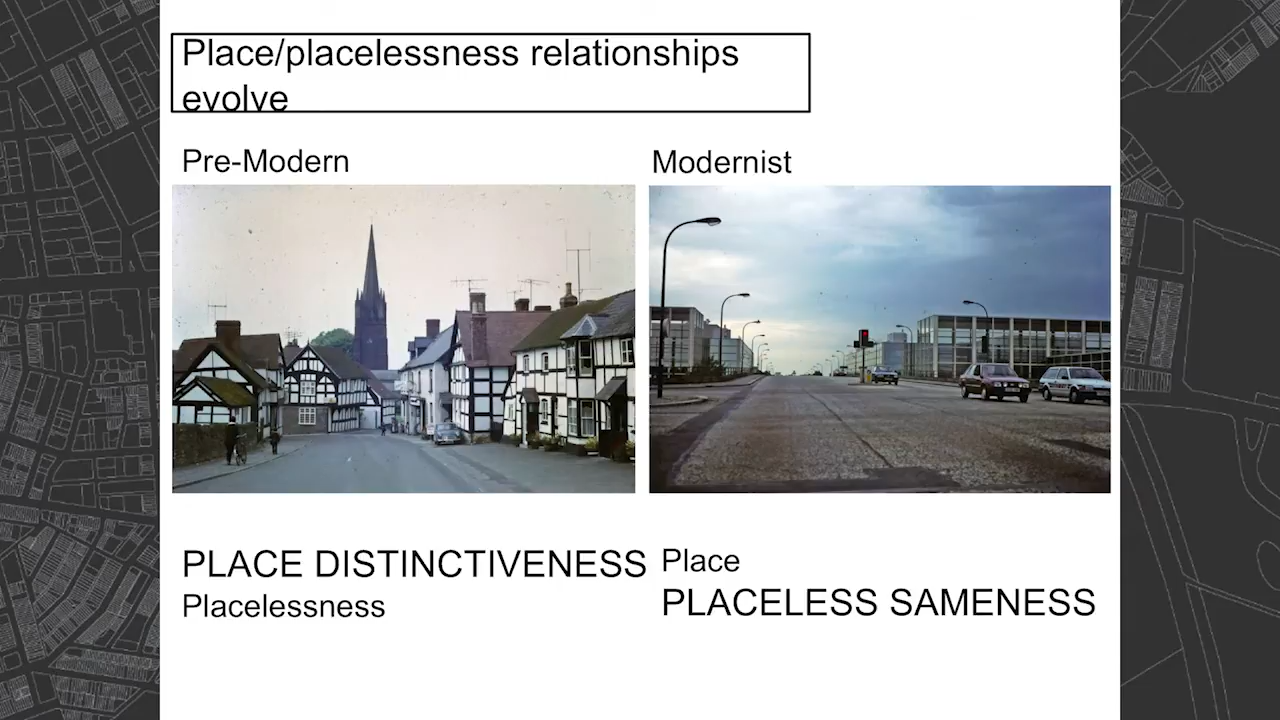 Place/placelessness relationships
evolve
Pre-Modern
Modernist
PLACE DISTINCTIVENESS
Placelessness
Place
PLACELESS SAMENESS